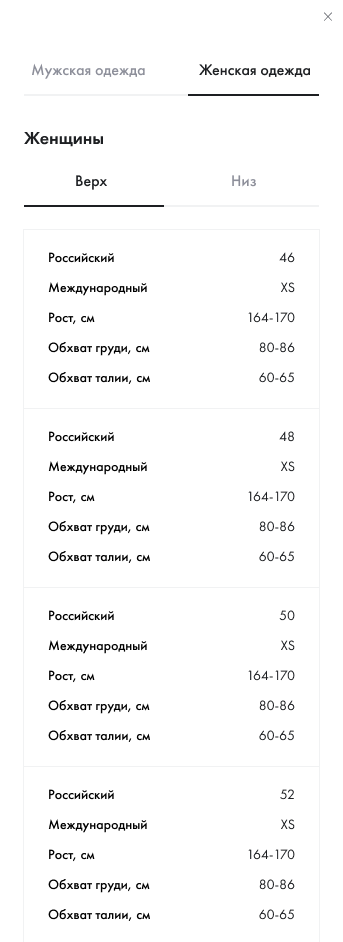 Мужская одежда Женская одежда
Женщины
Верх Низ
Российский 46
Международный XS
Рост, см 164-170
Обхват груди, см 80-86
Обхват талии, см 60-65
Российский 48
Международный XS
Рост, см 164-170
Обхват груди, см 80-86
Обхват талии, см 60-65
Российский 50
Международный XS
Рост, см 164-170
Обхват груди, см 80-86
Обхват талии, см 60-65
Российский 52
Международный XS
Рост, см 164-170
Обхват груди, см 80-86
Обхват талии, см 60-65